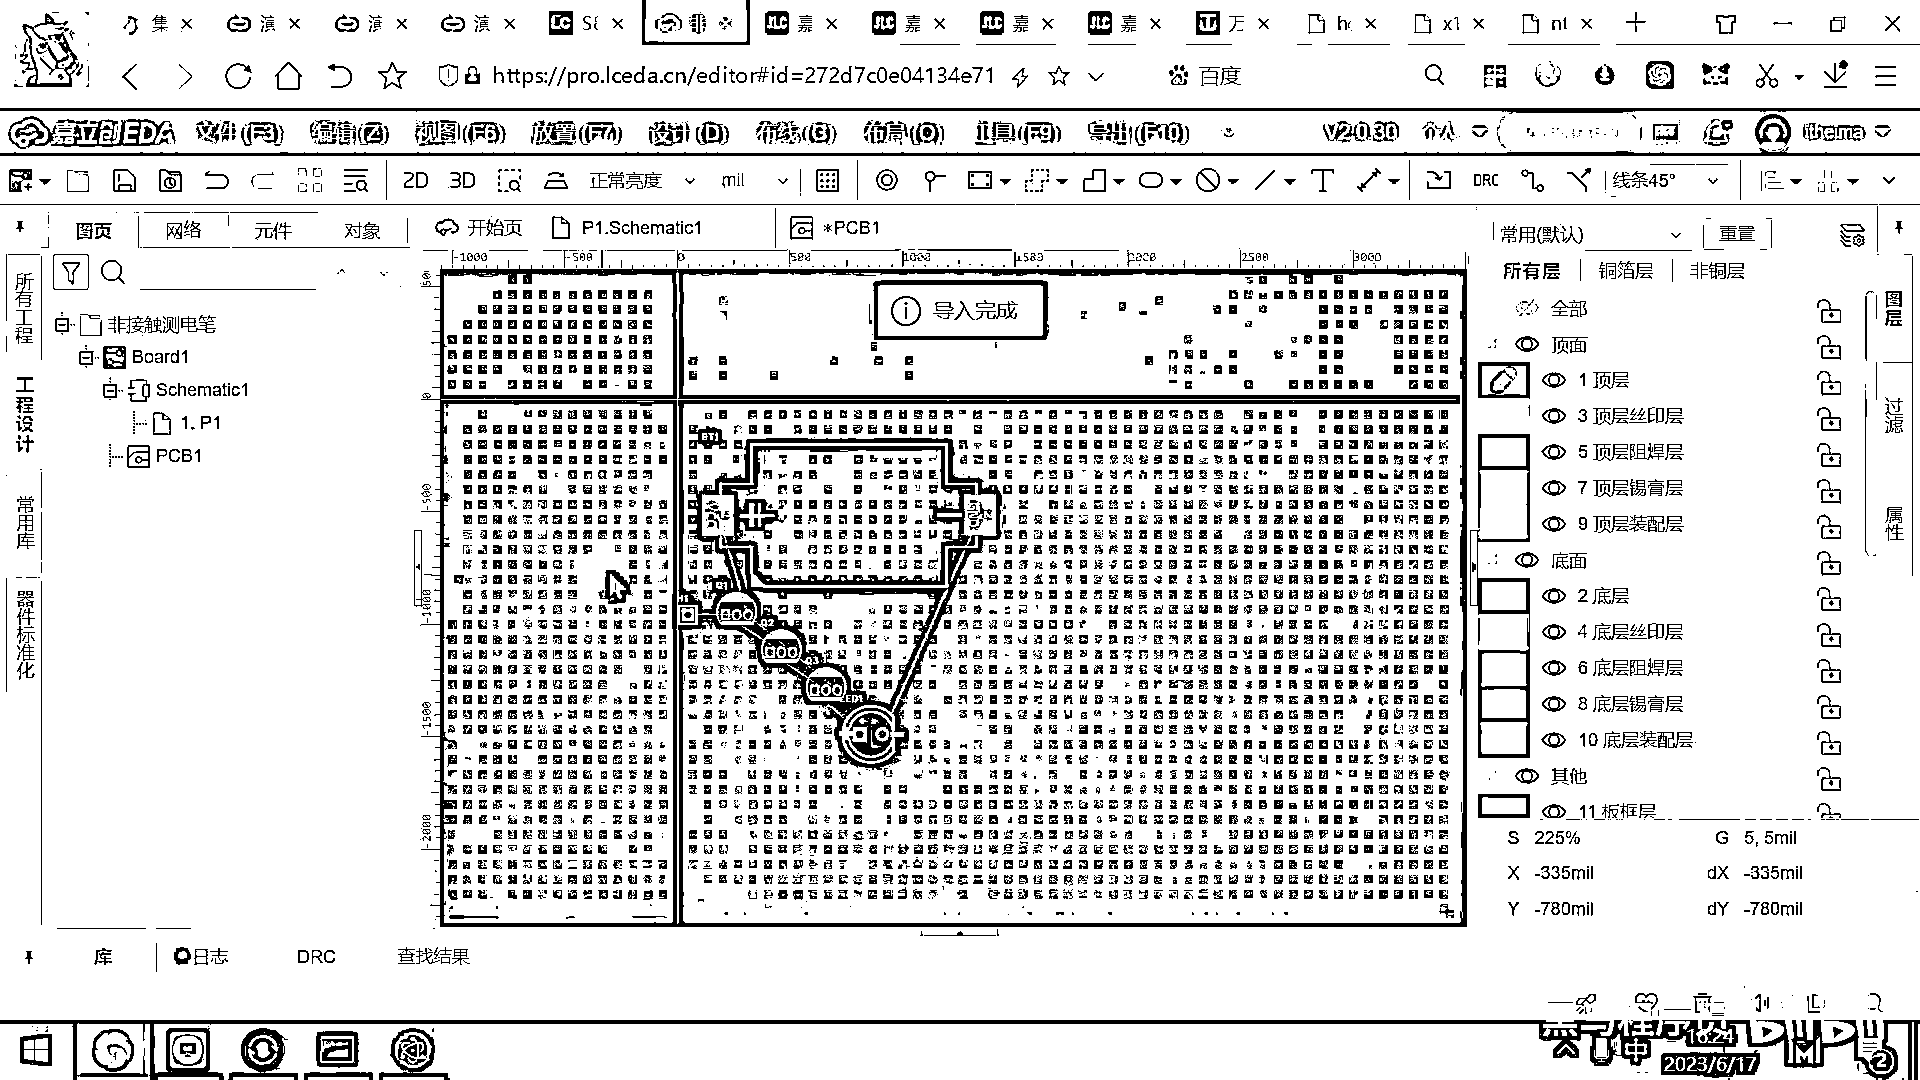 集
演
演
演
嘉
嘉
嘉
嘉
万
https://pro.lceda.cn/editor#id=272d7c0e04134e71
百度
嘉立创EDA
文件(F3)
编辑(Z)
视图(F6)
放置(F7)
设计(D)
布线(G)
布局(O)
工具(F9)
导出(F10)
V2.0.30
个人
itheima
2D
3D
正常亮度
mil
DRC
线条45°
图页
网络
元件
对象
开始页
P1.Schematic1
*PCB1
常用(默认)
重置
所有层
铜箔层
非铜层
所有工程
工程设计
常用库
器件标准化
非接触测电笔
Board1
Schematic1
1. P1
PCB1
-1000
-500
0
500
1000
1500
2000
2500
3000
-500
-1000
-1500
-2000
导入完成
全部
顶面
1 顶层
3 顶层丝印层
5 顶层阻焊层
7 顶层锡膏层
9 顶层装配层
底面
2 底层
4 底层丝印层
6 底层阻焊层
8 底层锡膏层
10 底层装配层
其他
11 板框层
图层
过滤
属性
S 225%
G 5, 5mil
X -335mil
dX -335mil
Y -780mil
dY -780mil
库
日志
DRC
查找结果
中
16:24
2023/6/17
2